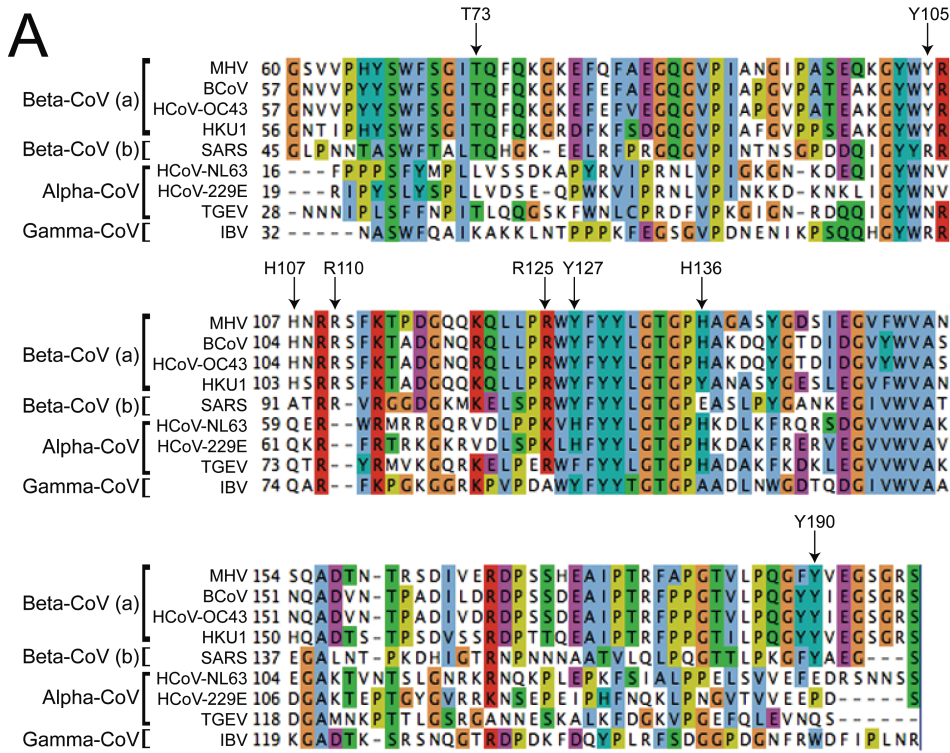 A
T73 Y105
Beta-CoV (a)
MHV 60 GSVVPHYSWFSGITQFQKGKEFQFAEGQGVPIANGIPASEQKGYWYR
BCoV 57 GNVVPYYSWFSGITQFQKGKEFEFAEGQGVPIAPGVPATEAKGYWYR
HCoV-OC43 57 GNVVPYYSWFSGITQFQKGKEFEFVEGQGVPIAPGVPATEAKGYWYR
HKU1 56 GNTIPHYSWFSGITQFQKGRDFKFSDGQGVPIAFGVPPSEAKGYWYR
Beta-CoV (b) SARS 45 GLPNNTASWFTALTQHGK-EELRFPRGQGVPINTNSGPDDQIGYYRR
Alpha-CoV
HCoV-NL63 16 ---FPPPSFYMPLLVSSDKAPYRVIPRNLVPIGKGN-KDEQIGYWNV
HCoV-229E 19 ---RIPYSLYSPLLVDSE-QPWKVIPRNLVPINKKD-KNKLIGYWNV
TGEV 28 -NNNIPLSFFNPITLQQGSKFWNLCPRDFVPKGIGN-RDQQIGYWNR
Gamma-CoV IBV 32 -----NASWFQAIKAKKLNTPPPKFEGSGVPDNENIKPSQQHGYWRR
H107 R110 R125 Y127 H136
Beta-CoV (a)
MHV 107 HNRRSFKTPDGQQKQLLPRWYFYYLGTGPHAGASYGDSIEGVFWVAN
BCoV 104 HNRRSFKTADGNQRQLLPRWYFYYLGTGPHAKDQYGTDIDGVYWVAS
HCoV-OC43 104 HNRRSFKTADGNQRQLLPRWYFYYLGTGPHAKDQYGTDIDGVYWVAS
HKU1 103 HSRRSFKTADGQQKQLLPRWYFYYLGTGPYANASYGESLEGVFWVAN
Beta-CoV (b) SARS 91 ATRR-VRGGDGKMKELSPRWYFYYLGTGPEASLPYGANKEGIVWVAT
Alpha-CoV
HCoV-NL63 59 QER--WRMRRGQRVDLPPKVHFYYLGTGPHKDLKFRQRSDGVVWVAK
HCoV-229E 61 QKR--FRTRKGKRVDLSPKLHFYYLGTGPHKDAKFRERVEGVVWVAK
TGEV 73 QTR--YRMVKGQRKELPERWFFYYLGTGPHADAKFKDKLEGVVWVAK
Gamma-CoV IBV 74 QAR--FKPGKGGRKPVPDAWYFYYTGTGPAADLNWGDTQDGIVWVAA
Y190
Beta-CoV (a)
MHV 154 SQADTN-TRSDIVERDPSSHEAIPTRFAPGTVLPQGFYVEGSGRS
BCoV 151 NQADVN-TPADILDRDPSSDEAIPTRFPPGTVLPQGYYIEGSGRS
HCoV-OC43 151 NQADVN-TPADIVDRDPSSDEAIPTRFPPGTVLPQGYYIEGSGRS
HKU1 150 HQADTS-TPSDVSSRDPTTQEAIPTRFPPGTILPQGYYVEGSGRS
Beta-CoV (b) SARS 137 EGALNT-PKDHIGTRNPNNNAATVLQLPQGTTLPKGFYAEG---S
Alpha-CoV
HCoV-NL63 104 EGAKTVNTSLGNRKRNQKPLEPKFSIALPPELSVVEFEDRSNNSS
HCoV-229E 106 DGAKTEPTGYGVRRKNSEPEIPHFNQKLPNGVTVVEEPD-----S
TGEV 118 DGAMNKPTTLGSRGANNESKALKFDGKVPGEFQLEVNQS------
Gamma-CoV IBV 119 KGADTK-SRSNQGTRDPDKFDQYPLRFSDGGPDGNFRWDFIPLNR